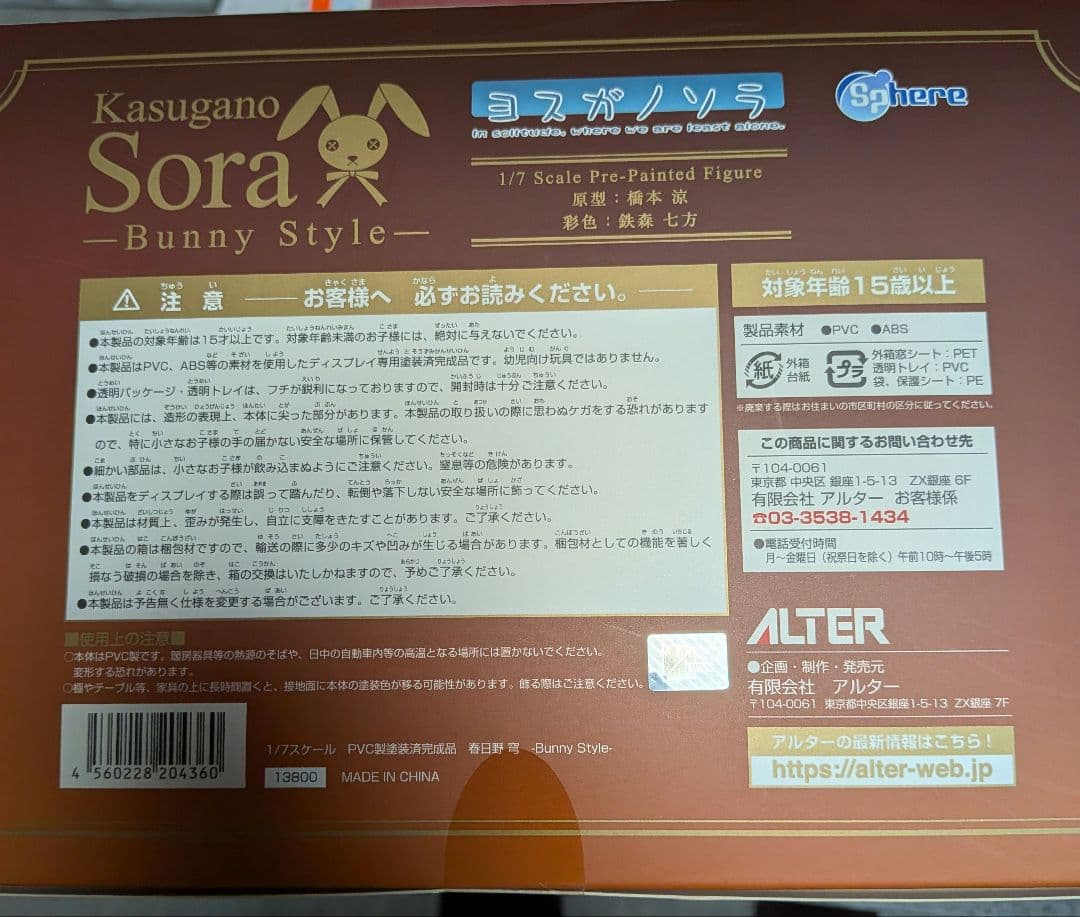 Kasugano
Sora
—Bunny Style—
ヨスガノソラ
In solitude, where we are least alone.
Sphere
1/7 Scale Pre-Painted Figure
原型：橋本 涼
彩色：鉄森 七方
注意 —— お客様へ 必ずお読みください。——
●本製品の対象年齢は15才以上です。対象年齢未満のお子様には、絶対に与えないでください。
●本製品はPVC、ABS等の素材を使用したディスプレイ専用塗装済完成品です。幼児向け玩具ではありません。
●透明パッケージ・透明トレイは、フチが鋭利になっておりますので、開封時は十分ご注意ください。
●本製品には、造形の表現上、本体に尖った部分があります。本製品の取り扱いの際に思わぬケガをする恐れがあります
ので、特に小さなお子様の手の届かない安全な場所に保管してください。
●細かい部品は、小さなお子様が飲み込まぬようにご注意ください。窒息等の危険があります。
●本製品をディスプレイする際は誤って踏んだり、転倒や落下しない安全な場所に飾ってください。
●本製品は材質上、歪みが発生し、自立に支障をきたすことがあります。ご了承ください。
●本製品の箱は梱包材ですので、輸送の際に多少のキズや凹みが生じる場合があります。梱包材としての機能を著しく
損なう破損の場合を除き、箱の交換はいたしかねますので、予めご了承ください。
●本製品は予告無く仕様を変更する場合がございます。ご了承ください。
■使用上の注意■
○本体はPVC製です。暖房器具等の熱源のそばや、日中の自動車内等の高温となる場所には置かないでください。
変形する恐れがあります。
○棚やテーブル等、家具の上に長時間置くと、接地面に本体の塗装色が移る可能性があります。飾る際はご注意ください。
4 560228 204360
1/7スケール PVC製塗装済完成品 春日野 穹 -Bunny Style-
13800 MADE IN CHINA
対象年齢15歳以上
製品素材 ●PVC ●ABS
紙 外箱 台紙
プラ 外箱窓シート：PET
透明トレイ：PVC
袋、保護シート：PE
※廃棄する際はお住まいの市区町村の区分に従ってください。
この商品に関するお問い合わせ先
〒104-0061
東京都 中央区 銀座1-5-13 ZX銀座 6F
有限会社 アルター お客様係
☎03-3538-1434
●電話受付時間
月～金曜日（祝祭日を除く）午前10時～午後5時
ALTER
●企画・制作・発売元
有限会社 アルター
〒104-0061 東京都中央区銀座1-5-13 ZX銀座 7F
アルターの最新情報はこちら！
https://alter-web.jp